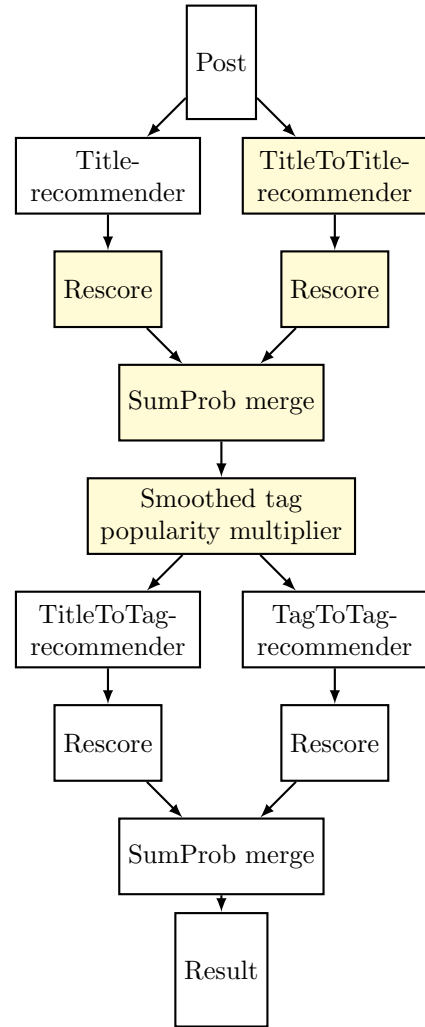 Post
Title-
recommender
TitleToTitle-
recommender
Rescore
Rescore
SumProb merge
Smoothed tag
popularity multiplier
TitleToTag-
recommender
TagToTag-
recommender
Rescore
Rescore
SumProb merge
Result